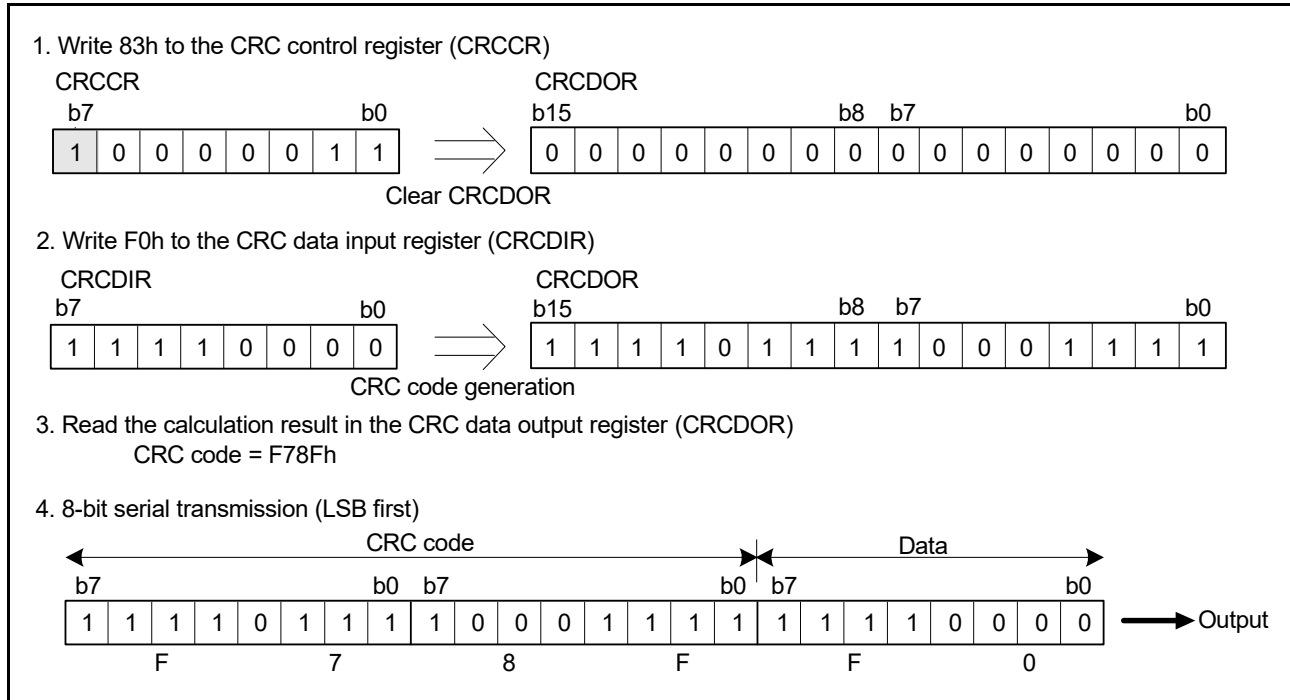 1. Write 83h to the CRC control register (CRCCR)
CRCCR CRCDOR
b7 b0 b15 b8 b7 b0
1 0 0 0 0 0 1 1 0 0 0 0 0 0 0 0 0 0 0 0 0 0 0 0
Clear CRCDOR
2. Write F0h to the CRC data input register (CRCDIR)
CRCDIR CRCDOR
b7 b0 b15 b8 b7 b0
1 1 1 1 0 0 0 0 1 1 1 1 0 1 1 1 1 0 0 0 1 1 1 1
CRC code generation
3. Read the calculation result in the CRC data output register (CRCDOR)
CRC code = F78Fh
4. 8-bit serial transmission (LSB first)
CRC code Data
b7 b0 b7 b0 b7 b0
1 1 1 1 0 1 1 1 1 0 0 0 1 1 1 1 1 1 1 1 0 0 0 0 Output
F 7 8 F F 0